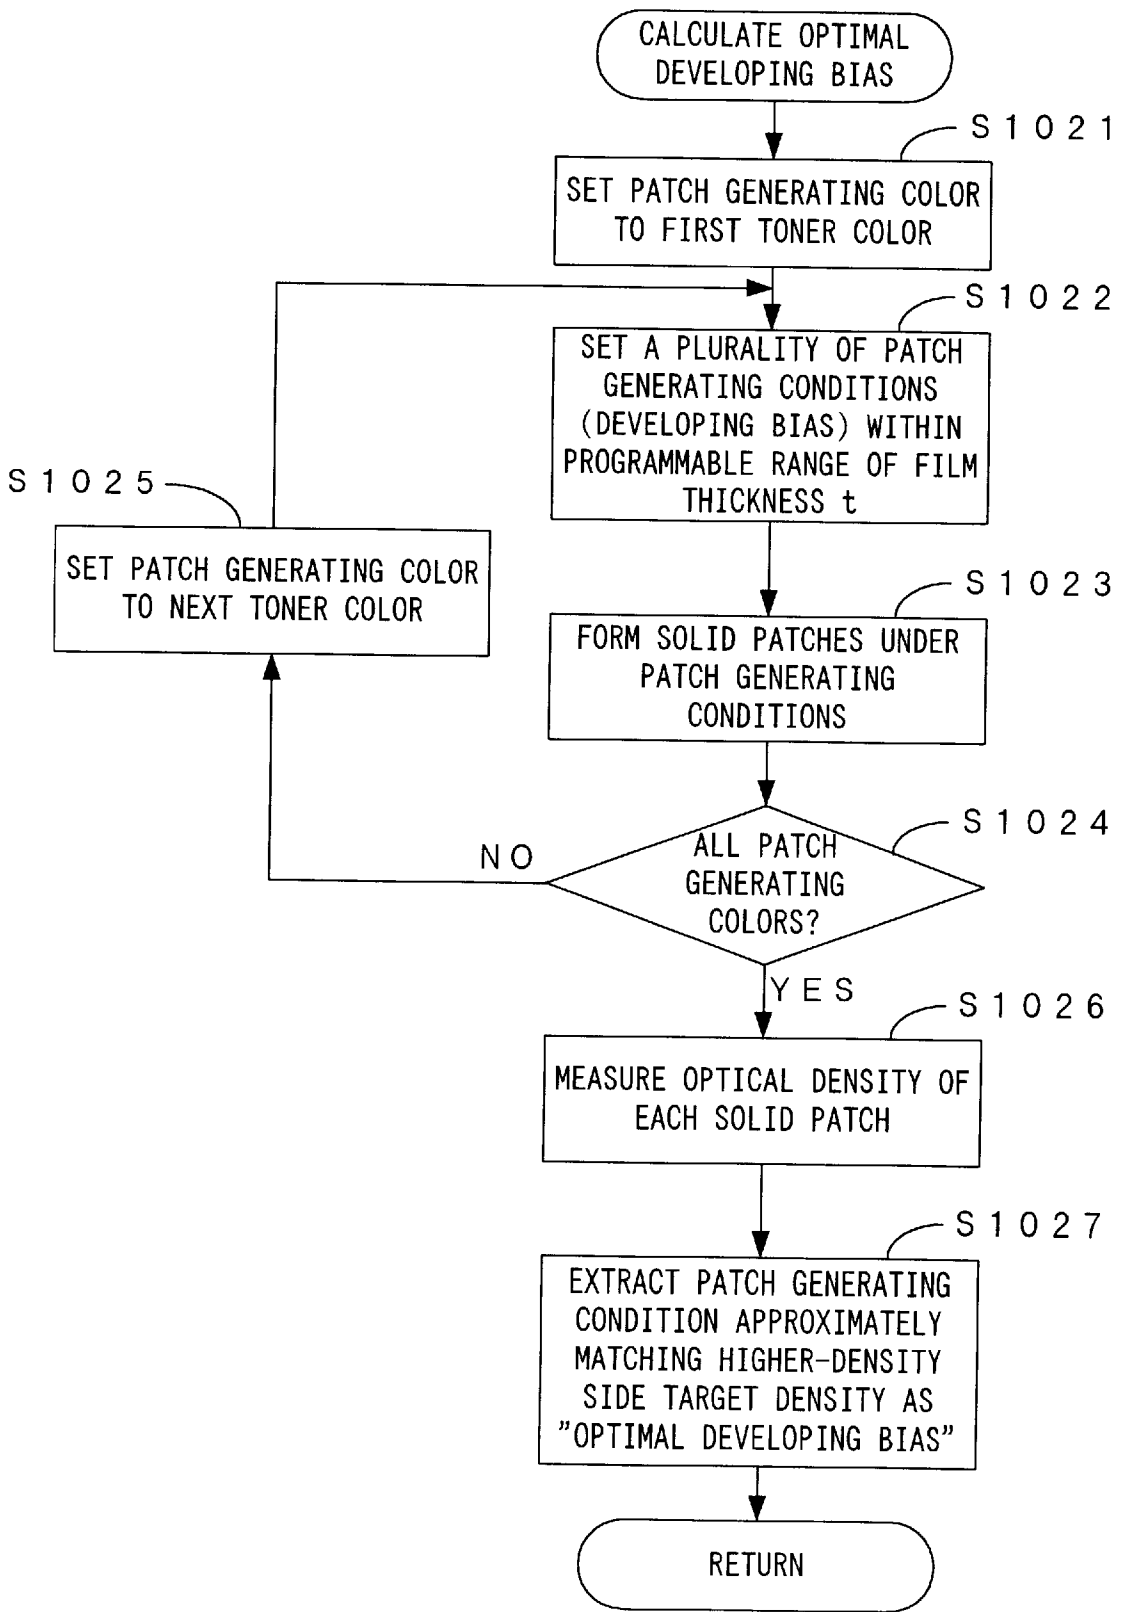 CALCULATE OPTIMAL
DEVELOPING BIAS
S1021
SET PATCH GENERATING COLOR
TO FIRST TONER COLOR
S1022
SET A PLURALITY OF PATCH
GENERATING CONDITIONS
(DEVELOPING BIAS) WITHIN
PROGRAMMABLE RANGE OF FILM
THICKNESS t
S1025
SET PATCH GENERATING COLOR
TO NEXT TONER COLOR
S1023
FORM SOLID PATCHES UNDER
PATCH GENERATING
CONDITIONS
S1024
ALL PATCH
GENERATING
COLORS?
NO
YES
S1026
MEASURE OPTICAL DENSITY OF
EACH SOLID PATCH
S1027
EXTRACT PATCH GENERATING
CONDITION APPROXIMATELY
MATCHING HIGHER-DENSITY
SIDE TARGET DENSITY AS
"OPTIMAL DEVELOPING BIAS"
RETURN